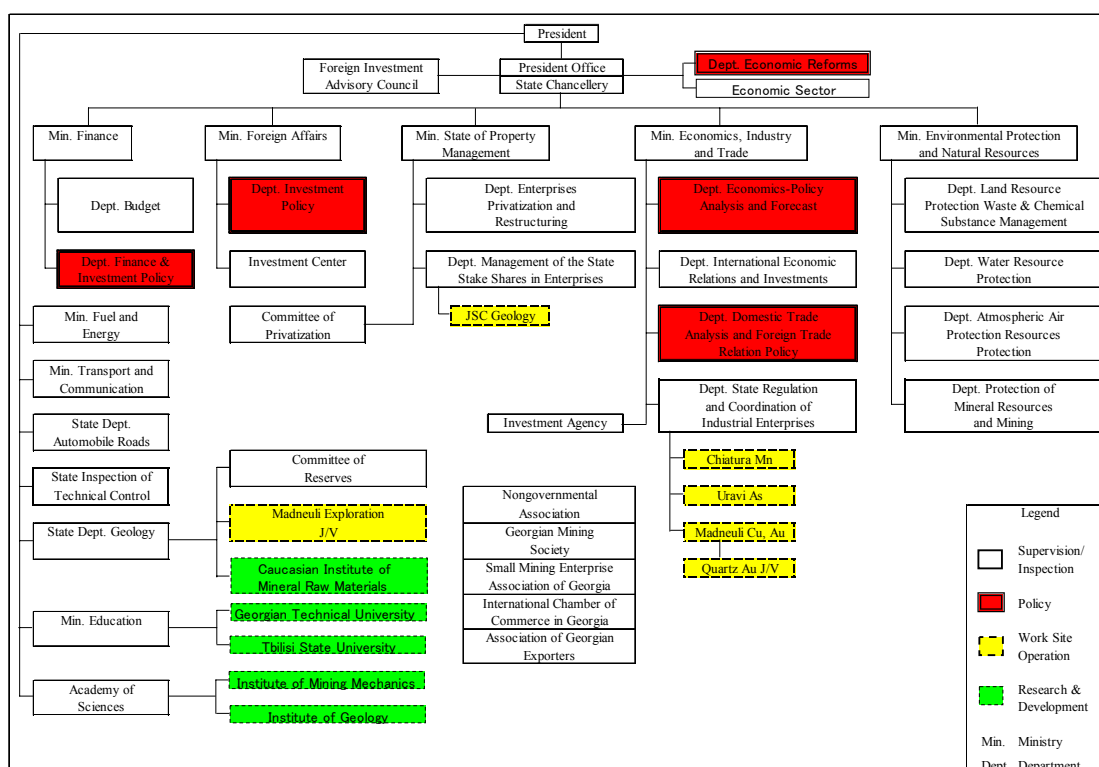 President
Foreign Investment
Advisory Council
President Office
State Chancellery
Dept. Economic Reforms
Economic Sector
Min. Finance
Min. Foreign Affairs
Min. State of Property
Management
Min. Economics, Industry
and Trade
Min. Environmental Protection
and Natural Resources
Dept. Budget
Dept. Investment
Policy
Dept. Enterprises
Privatization and
Restructuring
Dept. Economics-Policy
Analysis and Forecast
Dept. Land Resource
Protection Waste & Chemical
Substance Management
Dept. Finance &
Investment Policy
Investment Center
Dept. Management of the State
Stake Shares in Enterprises
Dept. International Economic
Relations and Investments
Dept. Water Resource
Protection
Min. Fuel and
Energy
Committee of
Privatization
JSC Geology
Dept. Domestic Trade
Analysis and Foreign Trade
Relation Policy
Dept. Atmospheric Air
Protection Resources
Protection
Min. Transport and
Communication
Investment Agency
Dept. State Regulation
and Coordination of
Industrial Enterprises
Dept. Protection of
Mineral Resources
and Mining
State Dept.
Automobile Roads
State Inspection of
Technical Control
Committee of
Reserves
Chiatura Mn
Uravi As
Madneuli Cu, Au
Quartz Au J/V
State Dept. Geology
Madneuli Exploration
J/V
Caucasian Institute of
Mineral Raw Materials
Nongovernmental
Association
Georgian Mining
Society
Small Mining Enterprise
Association of Georgia
International Chamber of
Commerce in Georgia
Association of Georgian
Exporters
Min. Education
Georgian Technical University
Tbilisi State University
Academy of
Sciences
Institute of Mining Mechanics
Institute of Geology
Legend
Supervision/
Inspection
Policy
Work Site
Operation
Research &
Development
Min. Ministry
Dept. Department